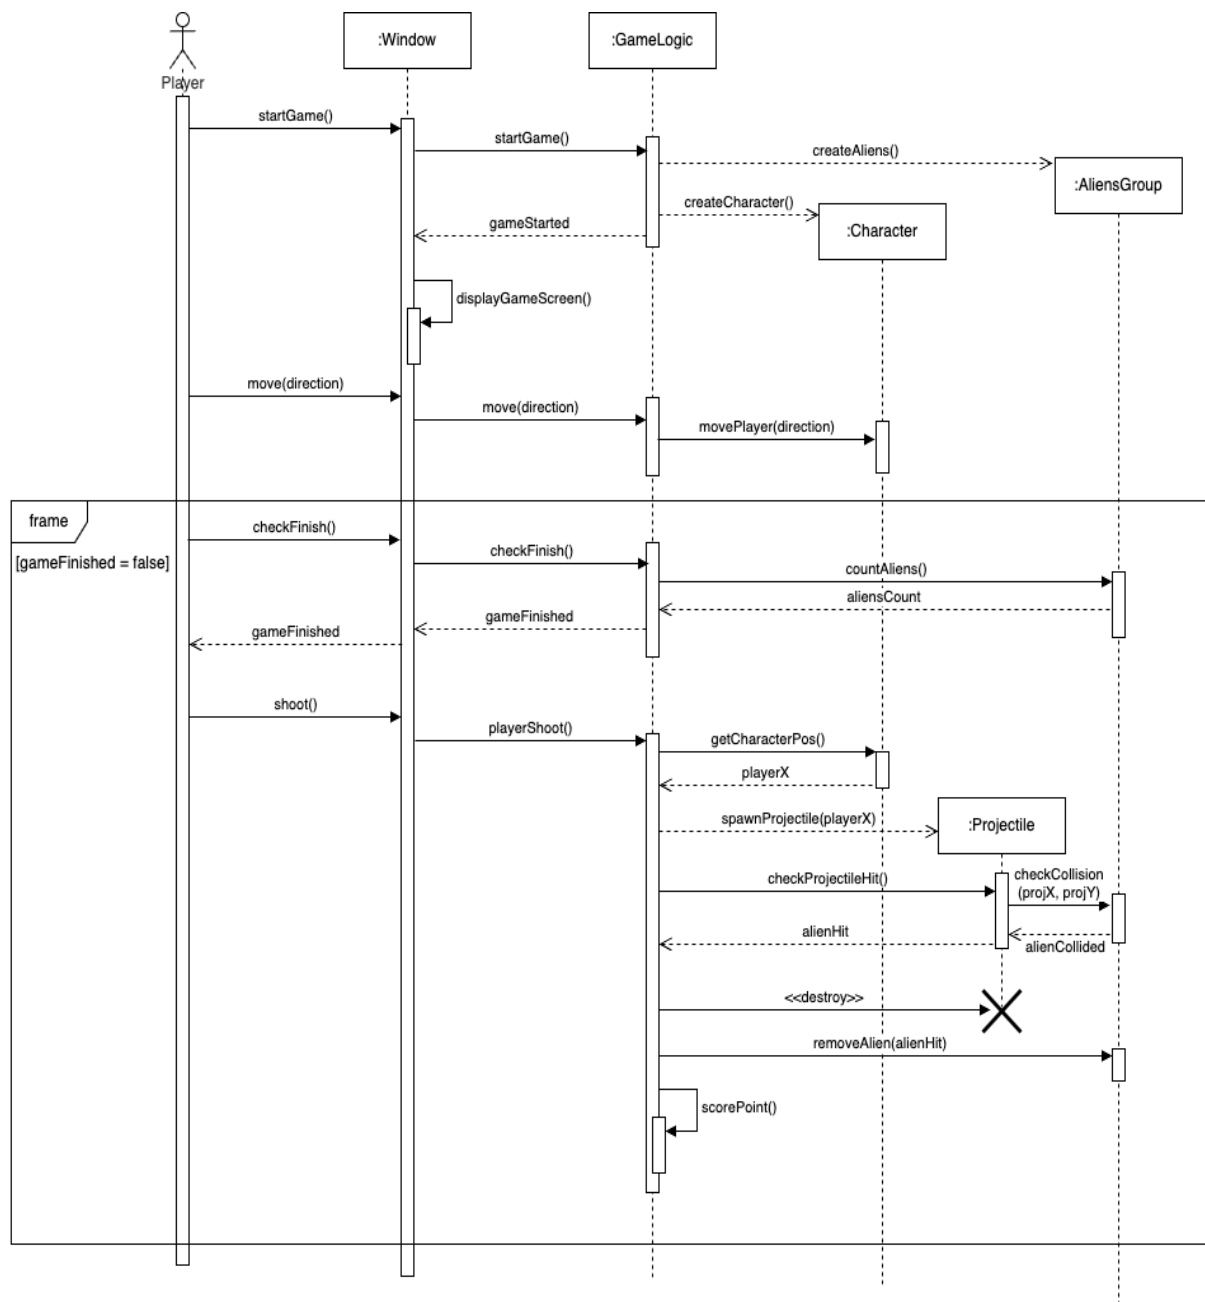 Player
:Window
:GameLogic
startGame()
startGame()
createAliens()
:AliensGroup
createCharacter()
:Character
gameStarted
displayGameScreen()
move(direction)
move(direction)
movePlayer(direction)
frame
[gameFinished = false]
checkFinish()
checkFinish()
countAliens()
aliensCount
gameFinished
gameFinished
shoot()
playerShoot()
getCharacterPos()
playerX
spawnProjectile(playerX)
:Projectile
checkProjectileHit()
checkCollision
(projX, projY)
alienHit
alienCollided
<<destroy>>
removeAlien(alienHit)
scorePoint()